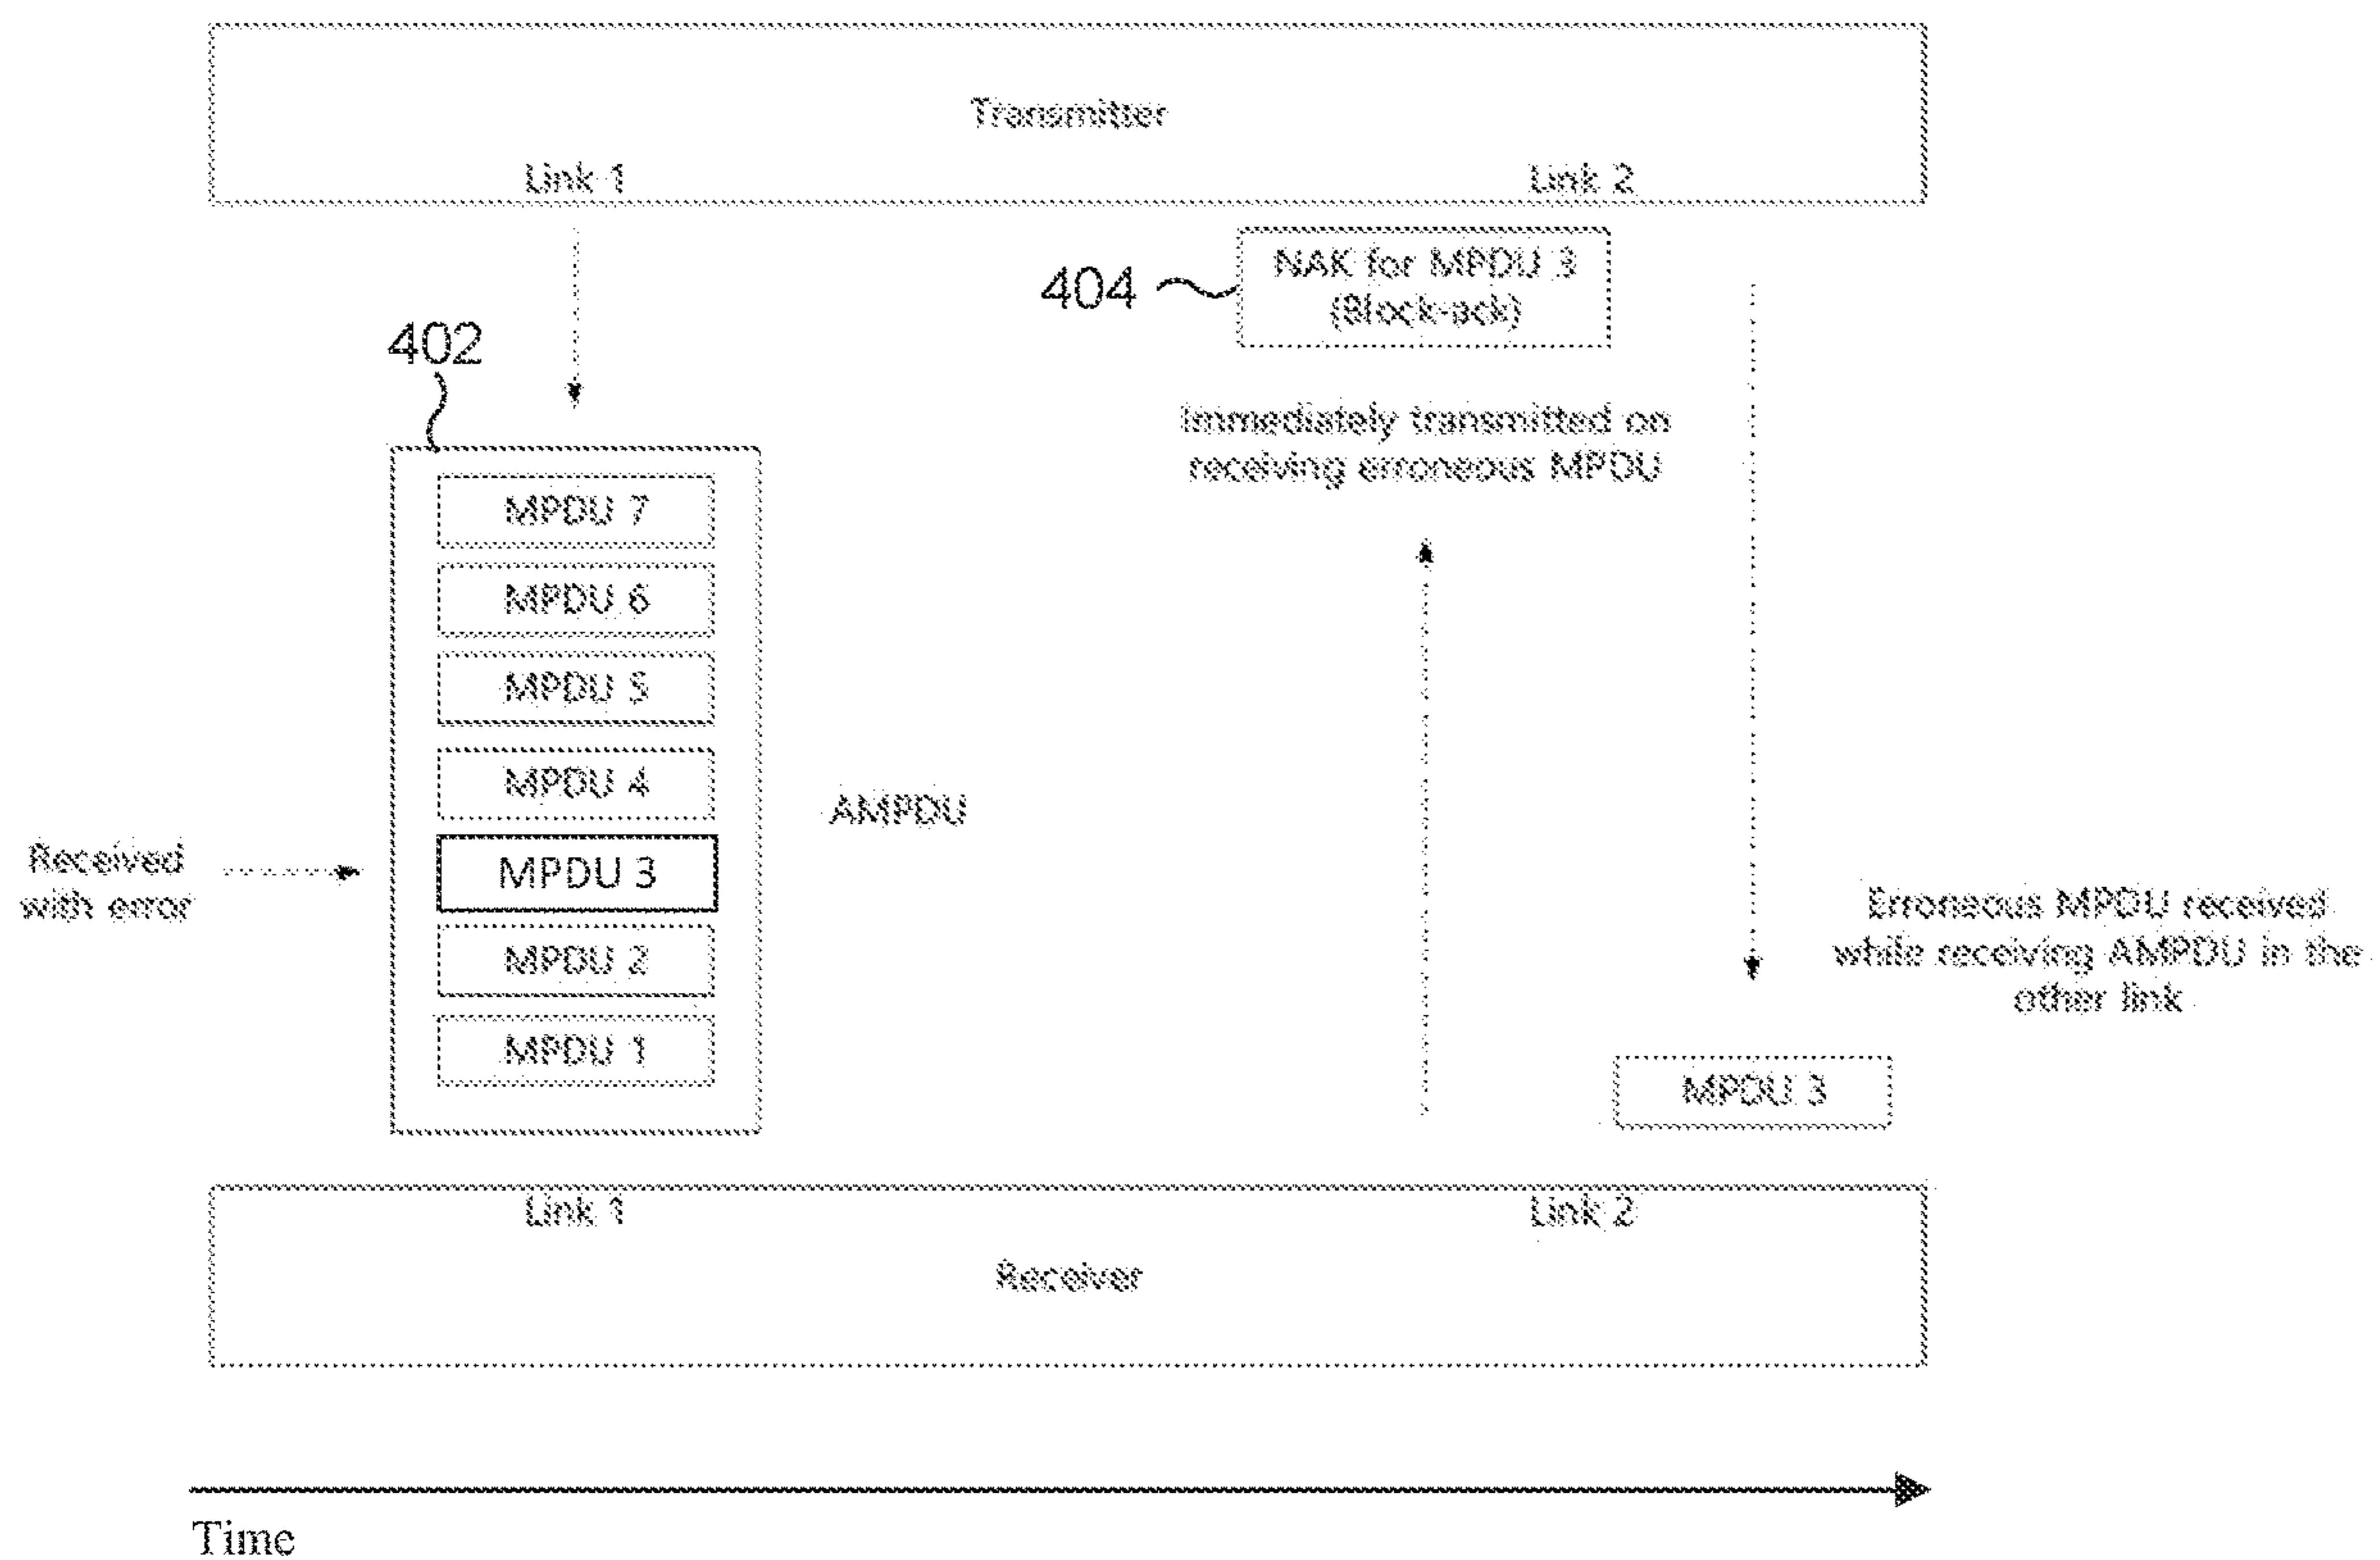 Transmitter
Link 1
Link 2
NAK for MPDU 3
(Block-ack)
404
402
Immediately transmitted on
receiving erroneous MPDU
MPDU 7
MPDU 6
MPDU 5
MPDU 4
AMPDU
Received
with error
MPDU 3
MPDU 2
MPDU 1
Erroneous MPDU received
while receiving AMPDU in the
other link
MPDU 3
Link 1
Link 2
Receiver
Time